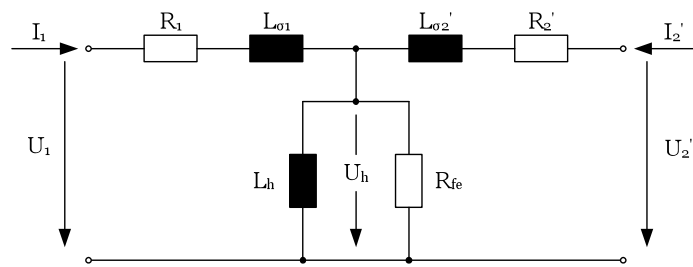 I₁ R₁ Lσ1 Lσ2' R₂' I₂'
U₁ Lh Uh Rfe U₂'